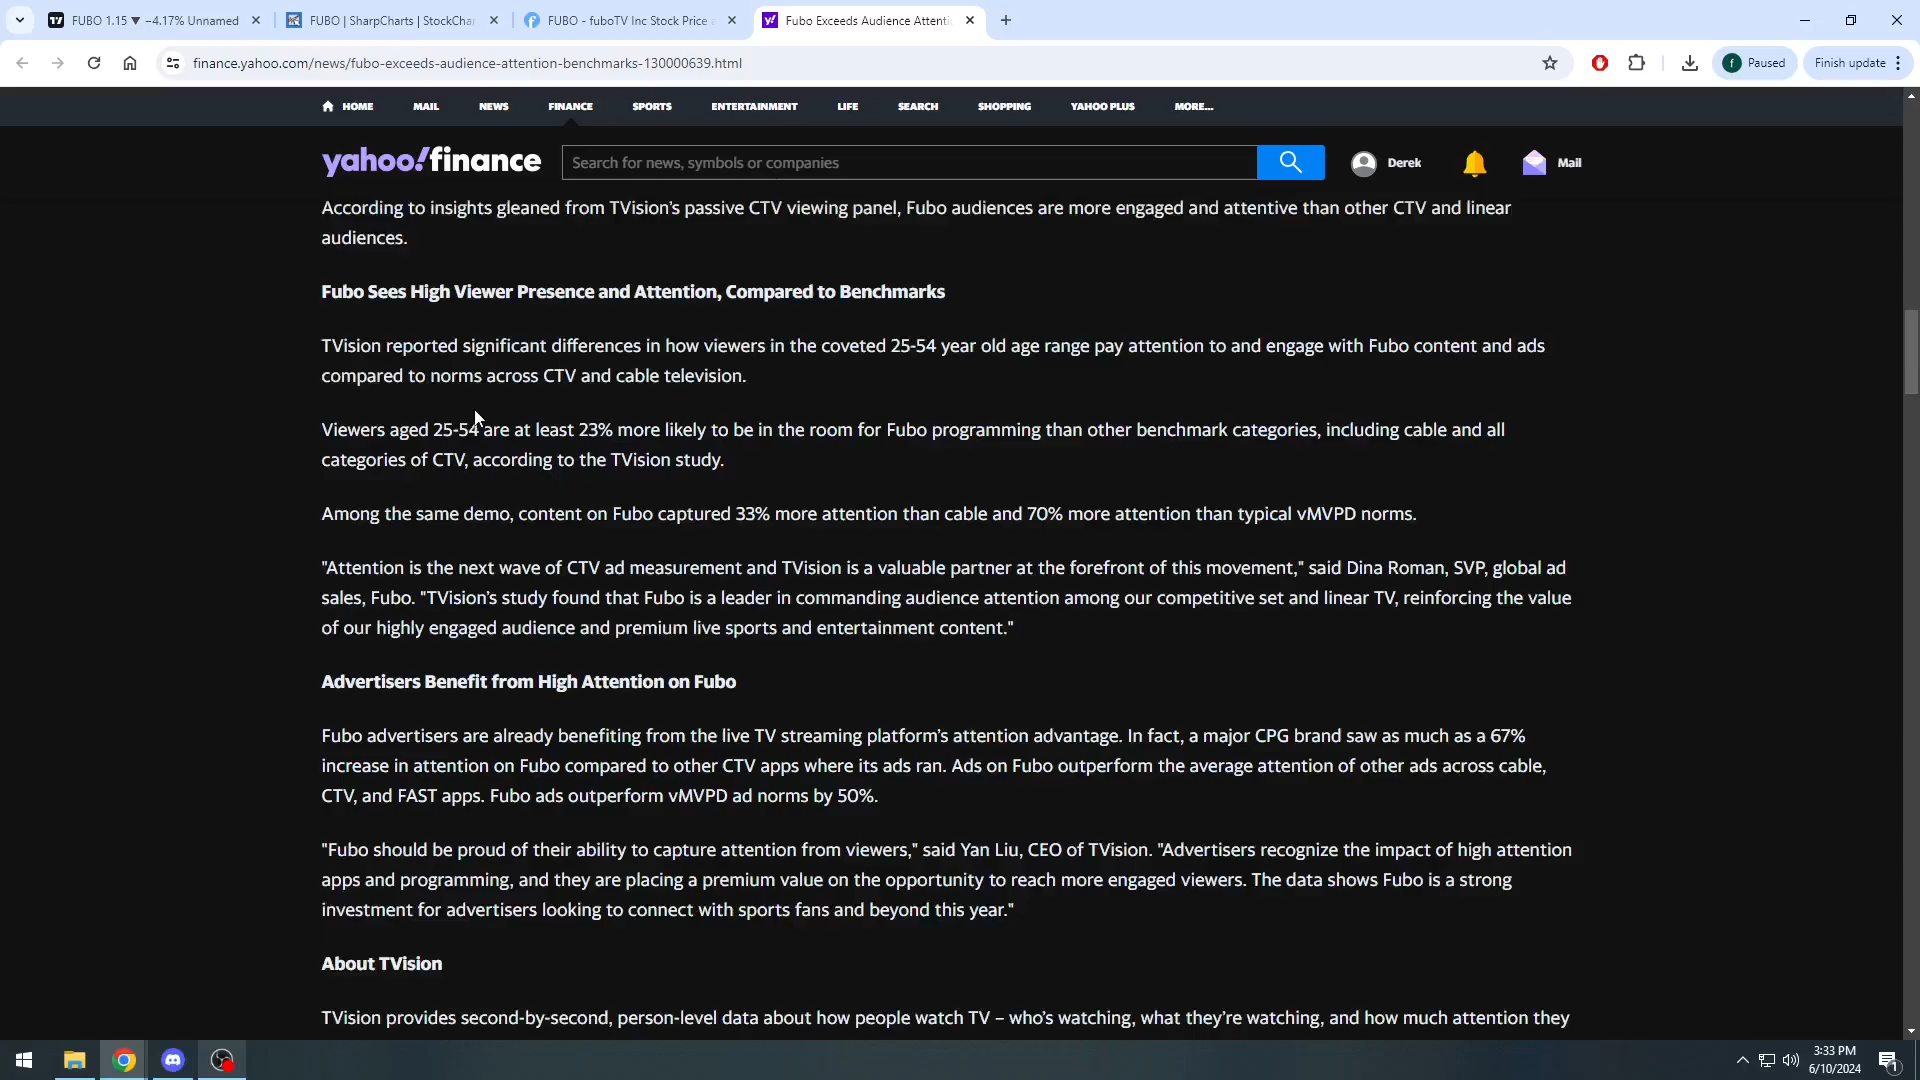 FUBO 1.15 ▼ −4.17% Unnamed
FUBO | SharpCharts | StockChar
FUBO - fuboTV Inc Stock Price a
Fubo Exceeds Audience Attenti
finance.yahoo.com/news/fubo-exceeds-audience-attention-benchmarks-130000639.html
f Paused
Finish update
HOME MAIL NEWS FINANCE SPORTS ENTERTAINMENT LIFE SEARCH SHOPPING YAHOO PLUS MORE...
yahoo!finance
Search for news, symbols or companies
Derek
Mail
According to insights gleaned from TVision’s passive CTV viewing panel, Fubo audiences are more engaged and attentive than other CTV and linear
audiences.
Fubo Sees High Viewer Presence and Attention, Compared to Benchmarks
TVision reported significant differences in how viewers in the coveted 25-54 year old age range pay attention to and engage with Fubo content and ads
compared to norms across CTV and cable television.
Viewers aged 25-54 are at least 23% more likely to be in the room for Fubo programming than other benchmark categories, including cable and all
categories of CTV, according to the TVision study.
Among the same demo, content on Fubo captured 33% more attention than cable and 70% more attention than typical vMVPD norms.
"Attention is the next wave of CTV ad measurement and TVision is a valuable partner at the forefront of this movement," said Dina Roman, SVP, global ad
sales, Fubo. "TVision’s study found that Fubo is a leader in commanding audience attention among our competitive set and linear TV, reinforcing the value
of our highly engaged audience and premium live sports and entertainment content."
Advertisers Benefit from High Attention on Fubo
Fubo advertisers are already benefiting from the live TV streaming platform’s attention advantage. In fact, a major CPG brand saw as much as a 67%
increase in attention on Fubo compared to other CTV apps where its ads ran. Ads on Fubo outperform the average attention of other ads across cable,
CTV, and FAST apps. Fubo ads outperform vMVPD ad norms by 50%.
"Fubo should be proud of their ability to capture attention from viewers," said Yan Liu, CEO of TVision. "Advertisers recognize the impact of high attention
apps and programming, and they are placing a premium value on the opportunity to reach more engaged viewers. The data shows Fubo is a strong
investment for advertisers looking to connect with sports fans and beyond this year."
About TVision
TVision provides second-by-second, person-level data about how people watch TV – who’s watching, what they’re watching, and how much attention they
3:33 PM
6/10/2024
1